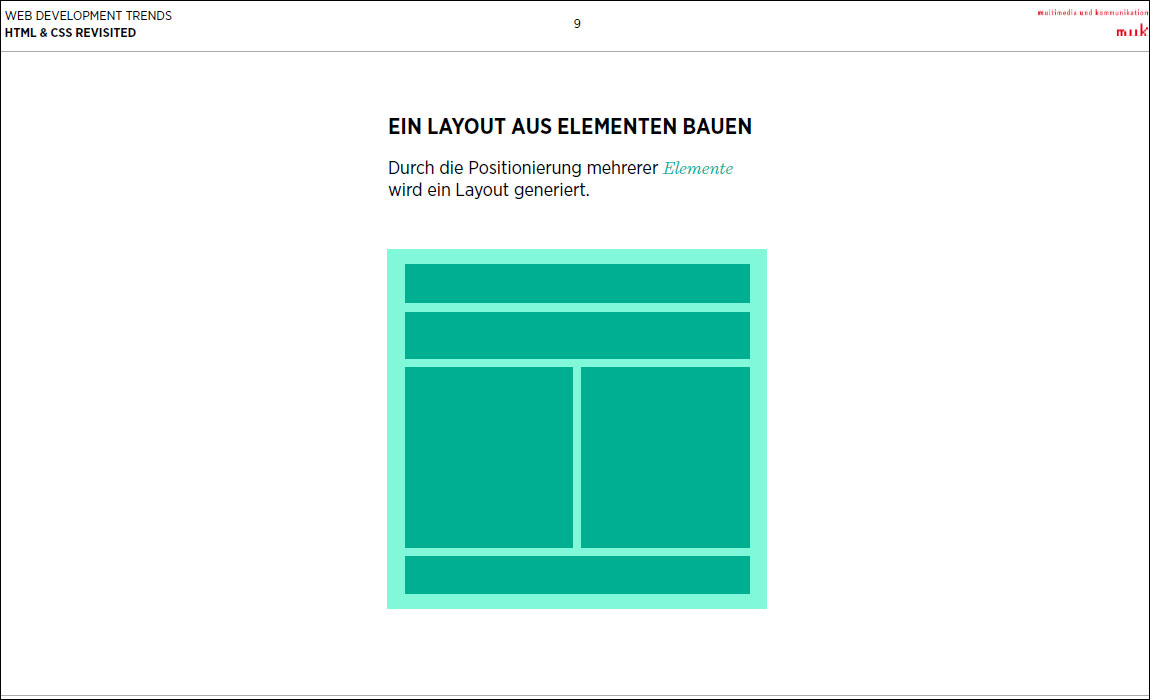 WEB DEVELOPMENT TRENDS
HTML & CSS REVISITED
9
multimedia und kommunikation
muk
EIN LAYOUT AUS ELEMENTEN BAUEN
Durch die Positionierung mehrerer Elemente
wird ein Layout generiert.